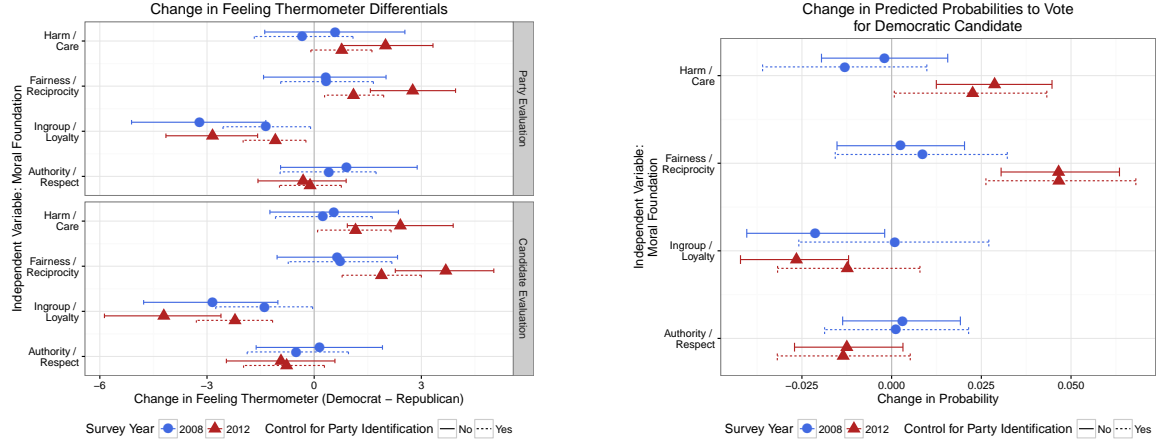 Change in Feeling Thermometer Differentials
Independent Variable: Moral Foundation
Harm /
Care
Fairness /
Reciprocity
Ingroup /
Loyalty
Authority /
Respect
Party Evaluation
Harm /
Care
Fairness /
Reciprocity
Ingroup /
Loyalty
Authority /
Respect
Candidate Evaluation
−6 −3 0 3
Change in Feeling Thermometer (Democrat − Republican)
Survey Year 2008 2012 Control for Party Identification No Yes
Change in Predicted Probabilities to Vote
for Democratic Candidate
Independent Variable:
Moral Foundation
Harm /
Care
Fairness /
Reciprocity
Ingroup /
Loyalty
Authority /
Respect
−0.025 0.000 0.025 0.050
Change in Probability
Survey Year 2008 2012 Control for Party Identification No Yes